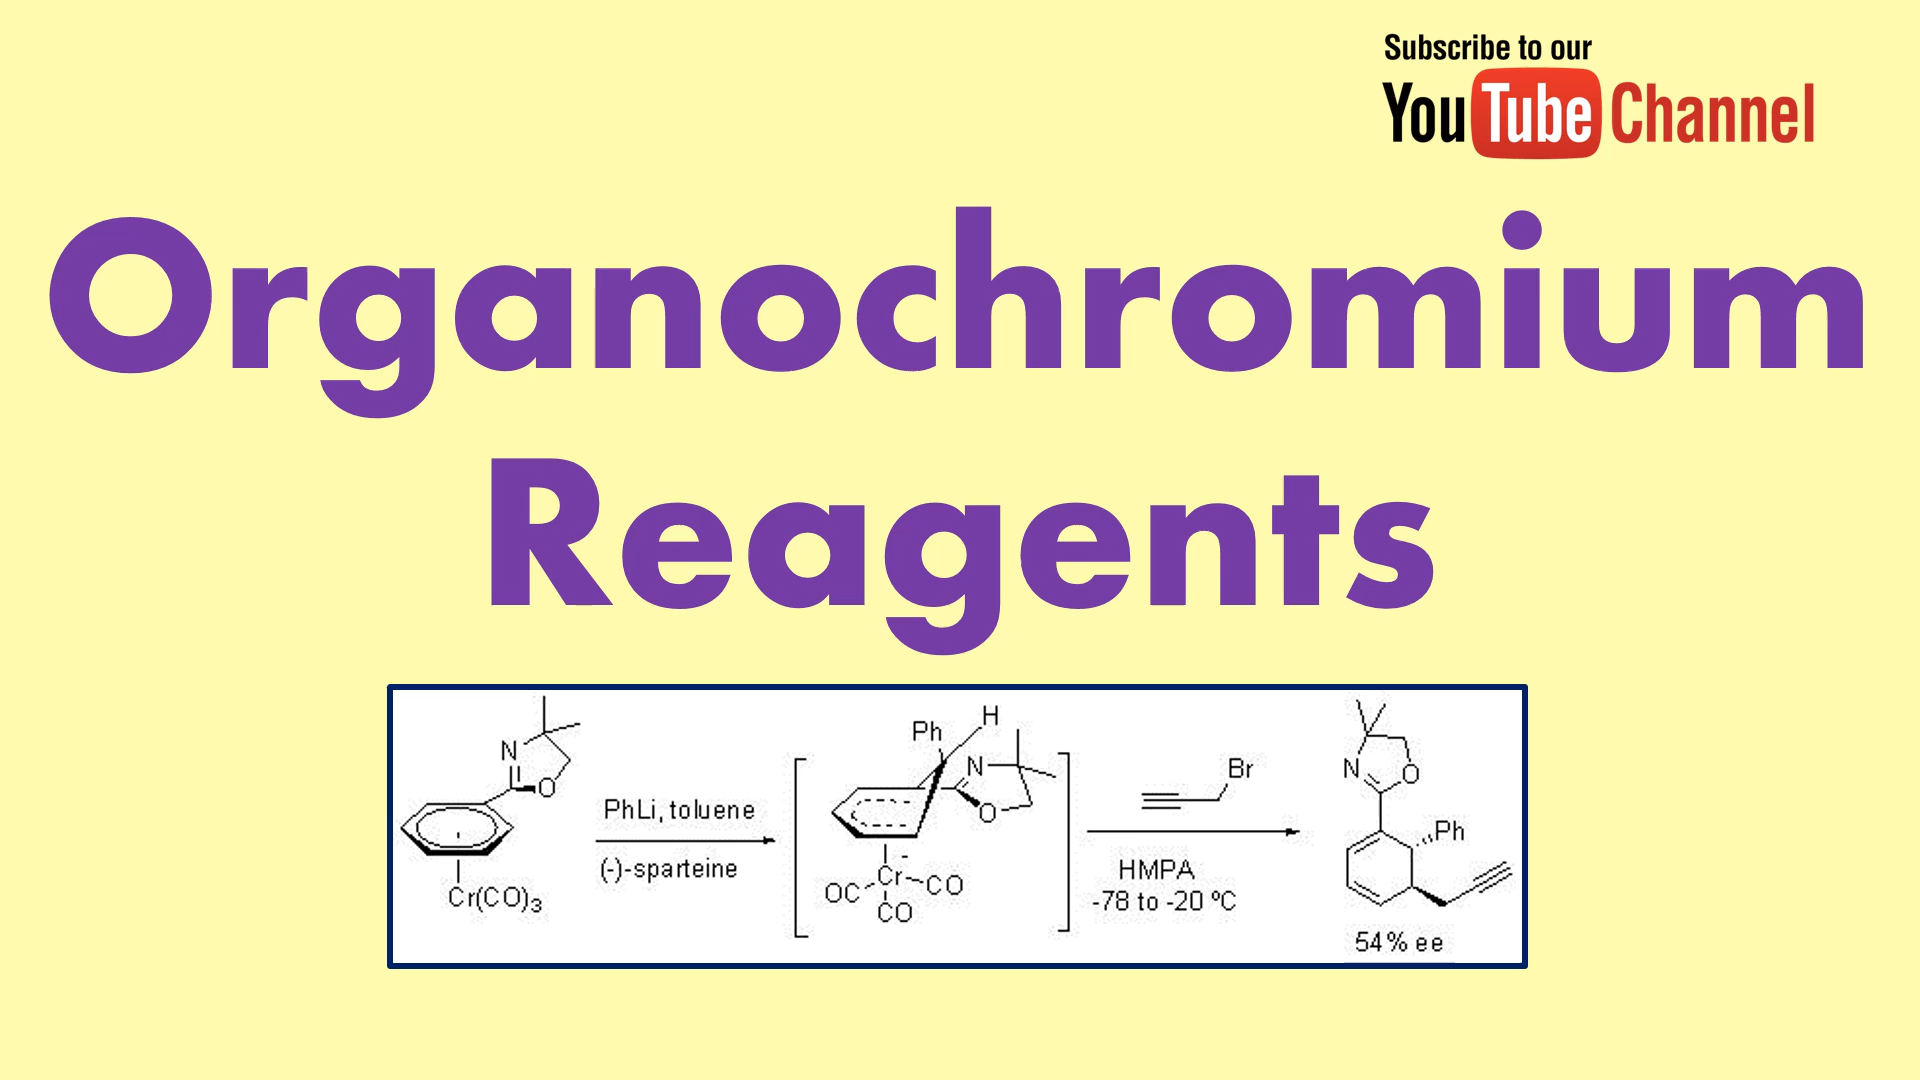 Subscribe to our
YouTube Channel
Organochromium
Reagents
N
O
Cr(CO)3
PhLi, toluene
(-)-sparteine
Ph
H
N
O
-
OC Cr CO
CO
Br
HMPA
-78 to -20 ºC
N
O
Ph
54% ee